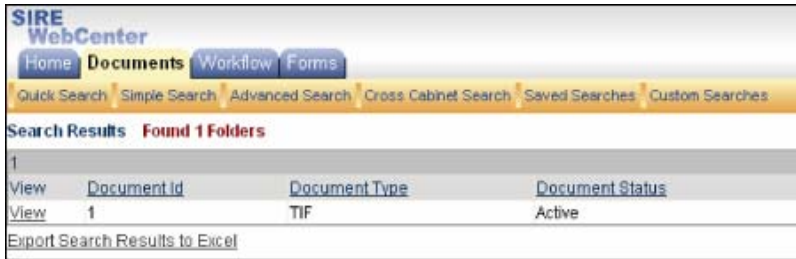 SIRE
WebCenter
Home Documents Workflow Forms
Quick Search Simple Search Advanced Search Cross Cabinet Search Saved Searches Custom Searches
Search Results Found 1 Folders
1
View Document Id Document Type Document Status
View 1 TIF Active
Export Search Results to Excel